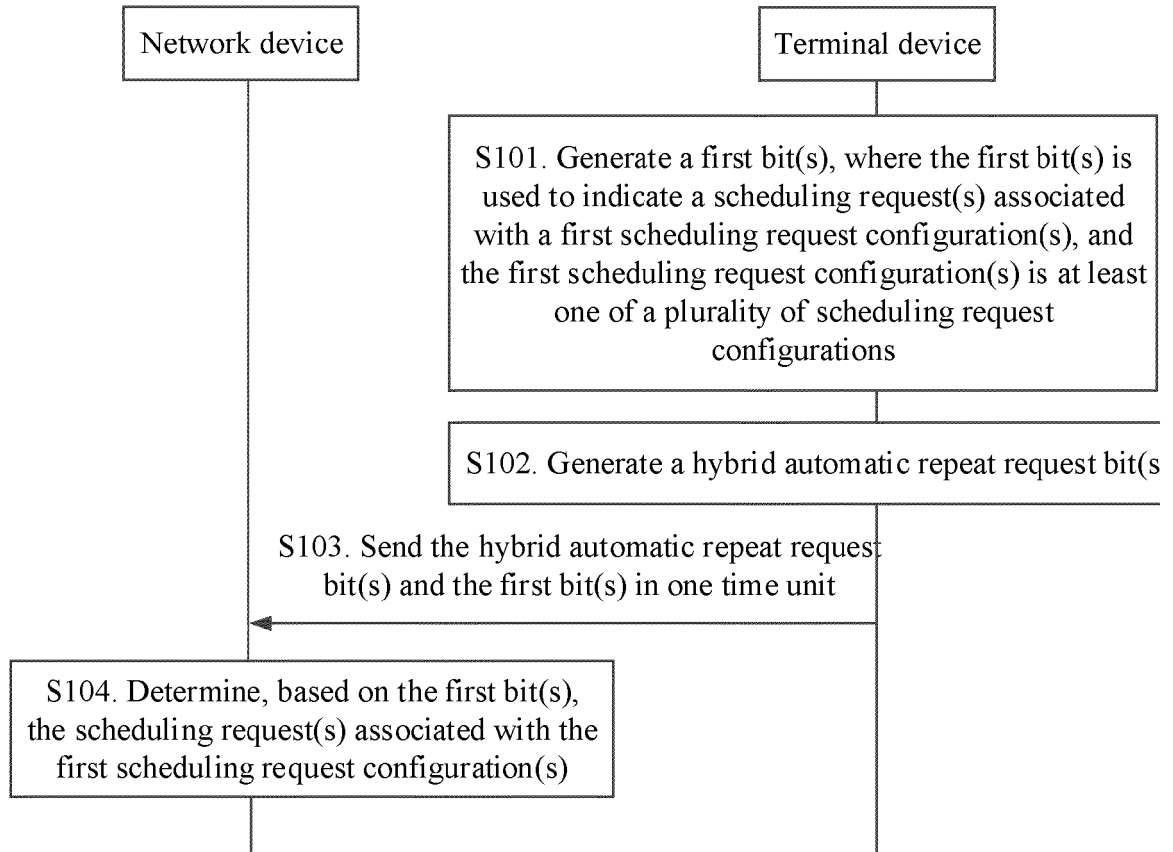 Network device
Terminal device
S101. Generate a first bit(s), where the first bit(s) is
used to indicate a scheduling request(s) associated
with a first scheduling request configuration(s), and
the first scheduling request configuration(s) is at least
one of a plurality of scheduling request
configurations
S102. Generate a hybrid automatic repeat request bit(s
S103. Send the hybrid automatic repeat request
bit(s) and the first bit(s) in one time unit
S104. Determine, based on the first bit(s),
the scheduling request(s) associated with the
first scheduling request configuration(s)